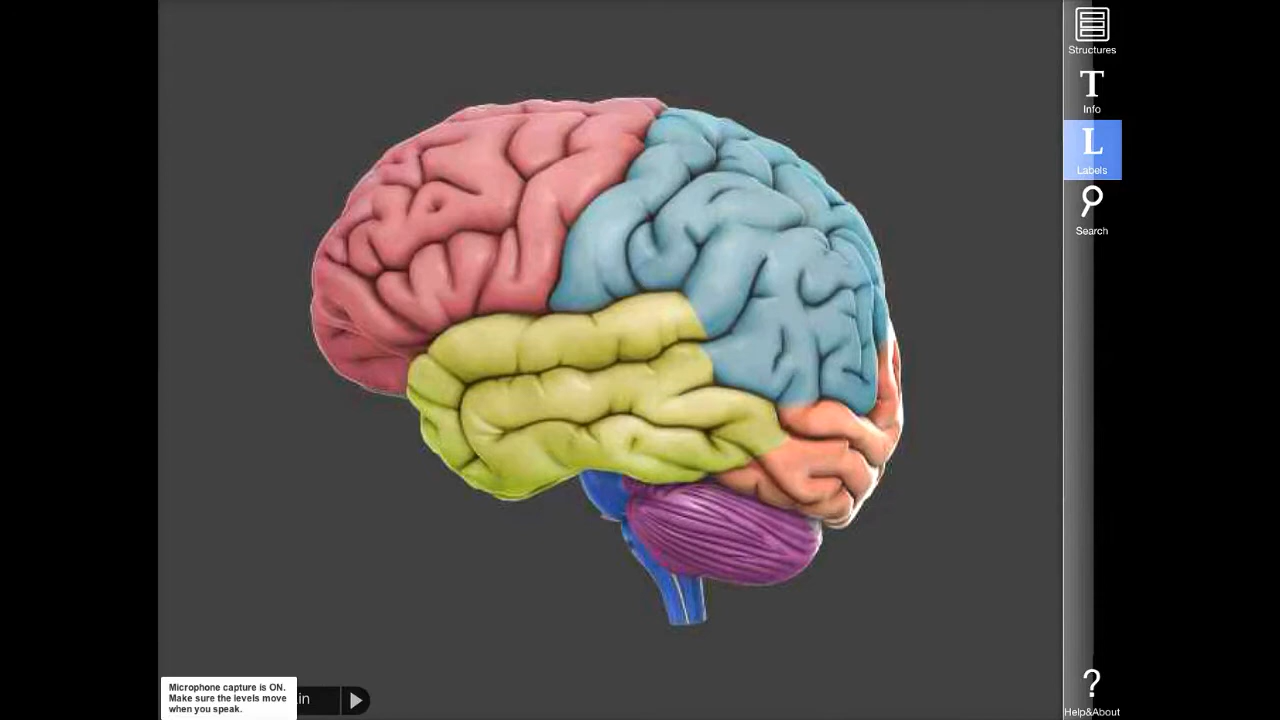 Structures
T
Info
L
Labels
Search
?
Help&About
Microphone capture is ON.
Make sure the levels move
when you speak.
in